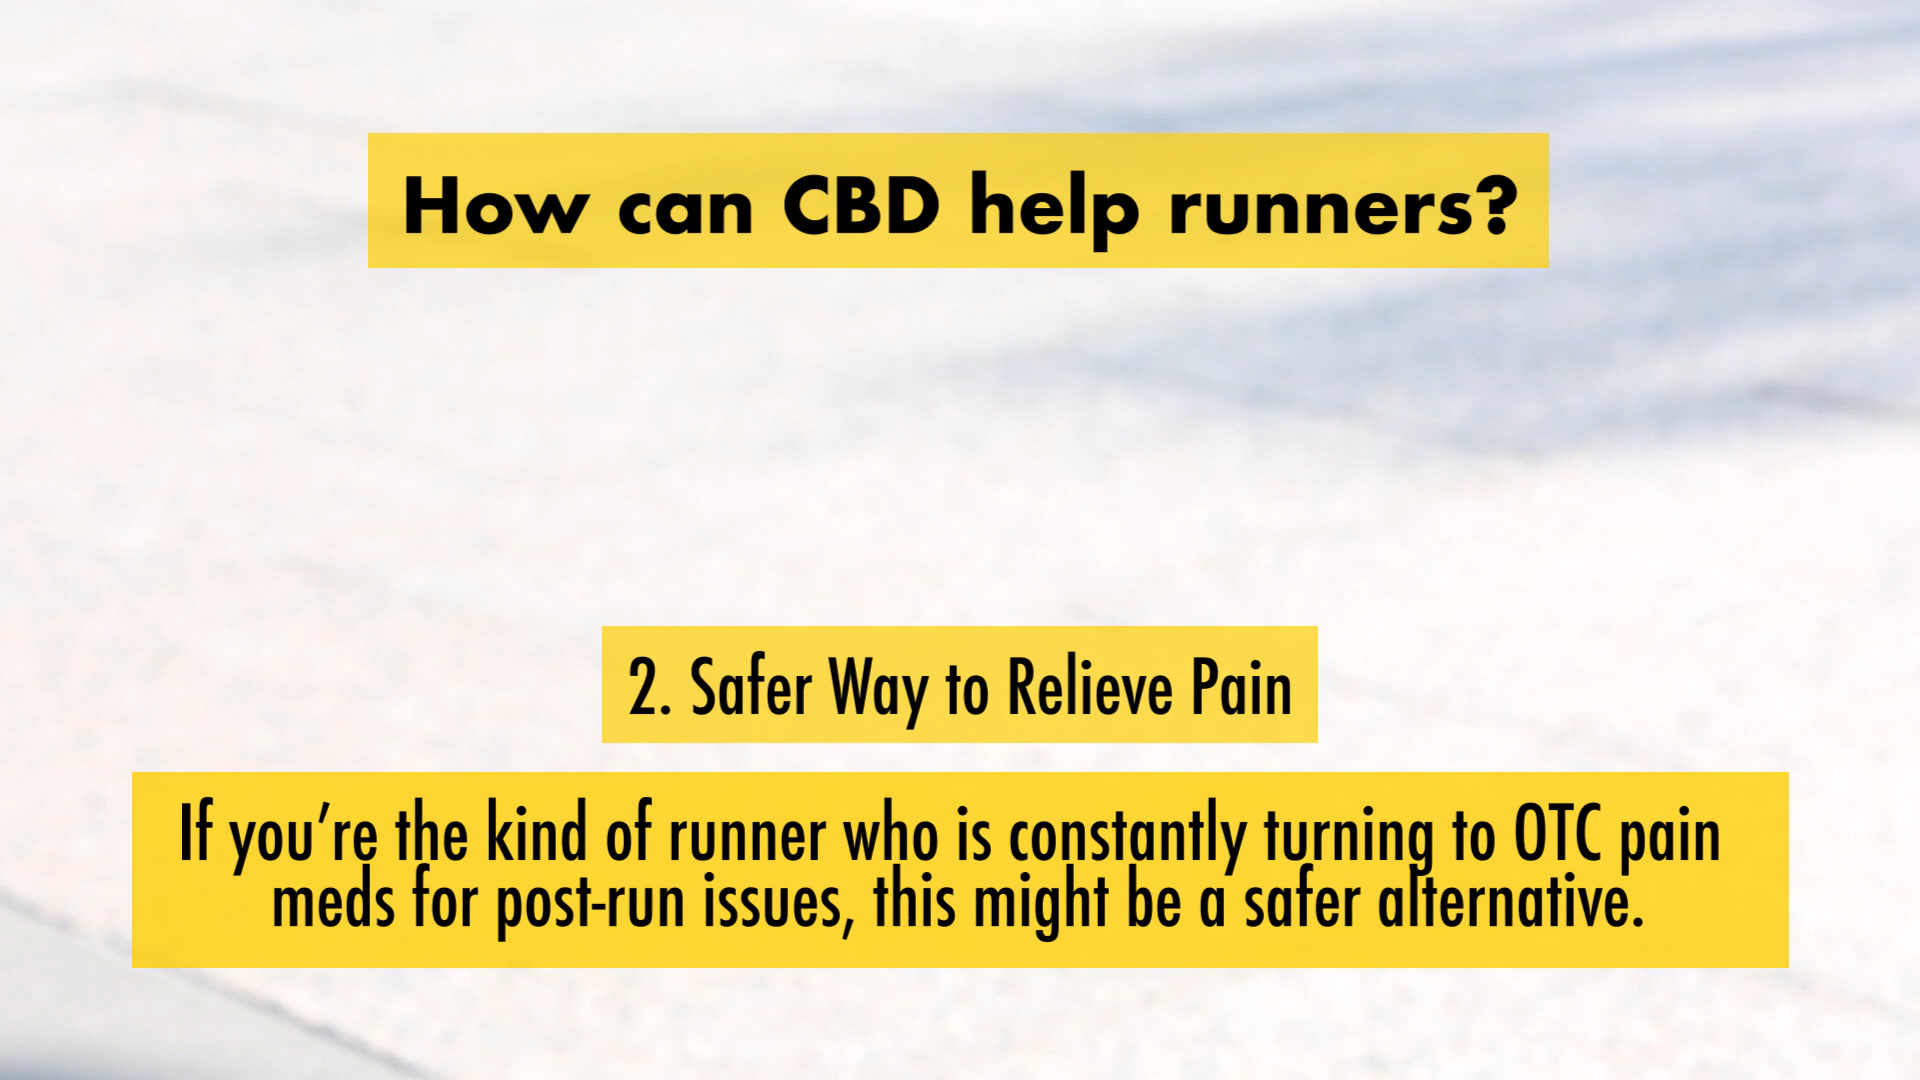 How can CBD help runners?
2. Safer Way to Relieve Pain
If you’re the kind of runner who is constantly turning to OTC pain
meds for post-run issues, this might be a safer alternative.